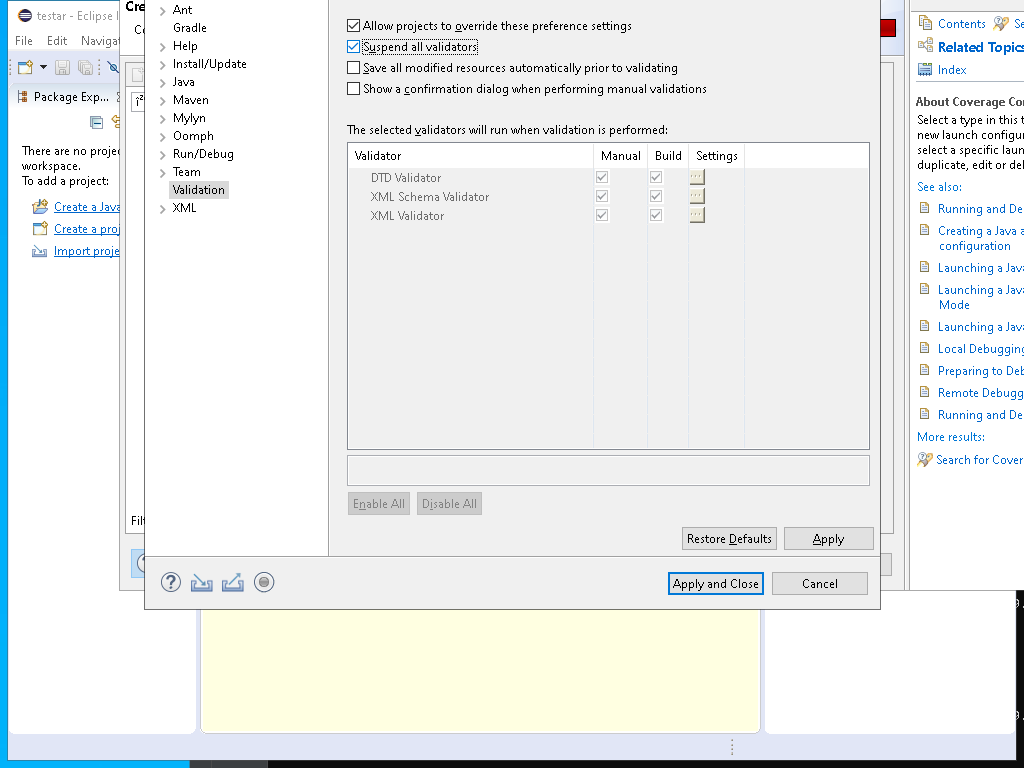 testar - Eclipse I
File Edit Navigat
Package Exp...
There are no proje
workspace.
To add a project:
Create a Java
Create a proj
Import proje
Cre
Filt
Ant
Gradle
Help
Install/Update
Java
Maven
Mylyn
Oomph
Run/Debug
Team
Validation
XML
Allow projects to override these preference settings
Suspend all validators
Save all modified resources automatically prior to validating
Show a confirmation dialog when performing manual validations
The selected validators will run when validation is performed:
Validator Manual Build Settings
DTD Validator
XML Schema Validator
XML Validator
Enable All Disable All
Restore Defaults Apply
Apply and Close Cancel
Contents Se
Related Topics
Index
About Coverage Con
Select a type in this t
new launch configur
select a specific laun
duplicate, edit or del
See also:
Running and De
Creating a Java a
configuration
Launching a Java
Launching a Java
Mode
Launching a Java
Local Debugging
Preparing to Deb
Remote Debugg
Running and De
More results:
Search for Cover